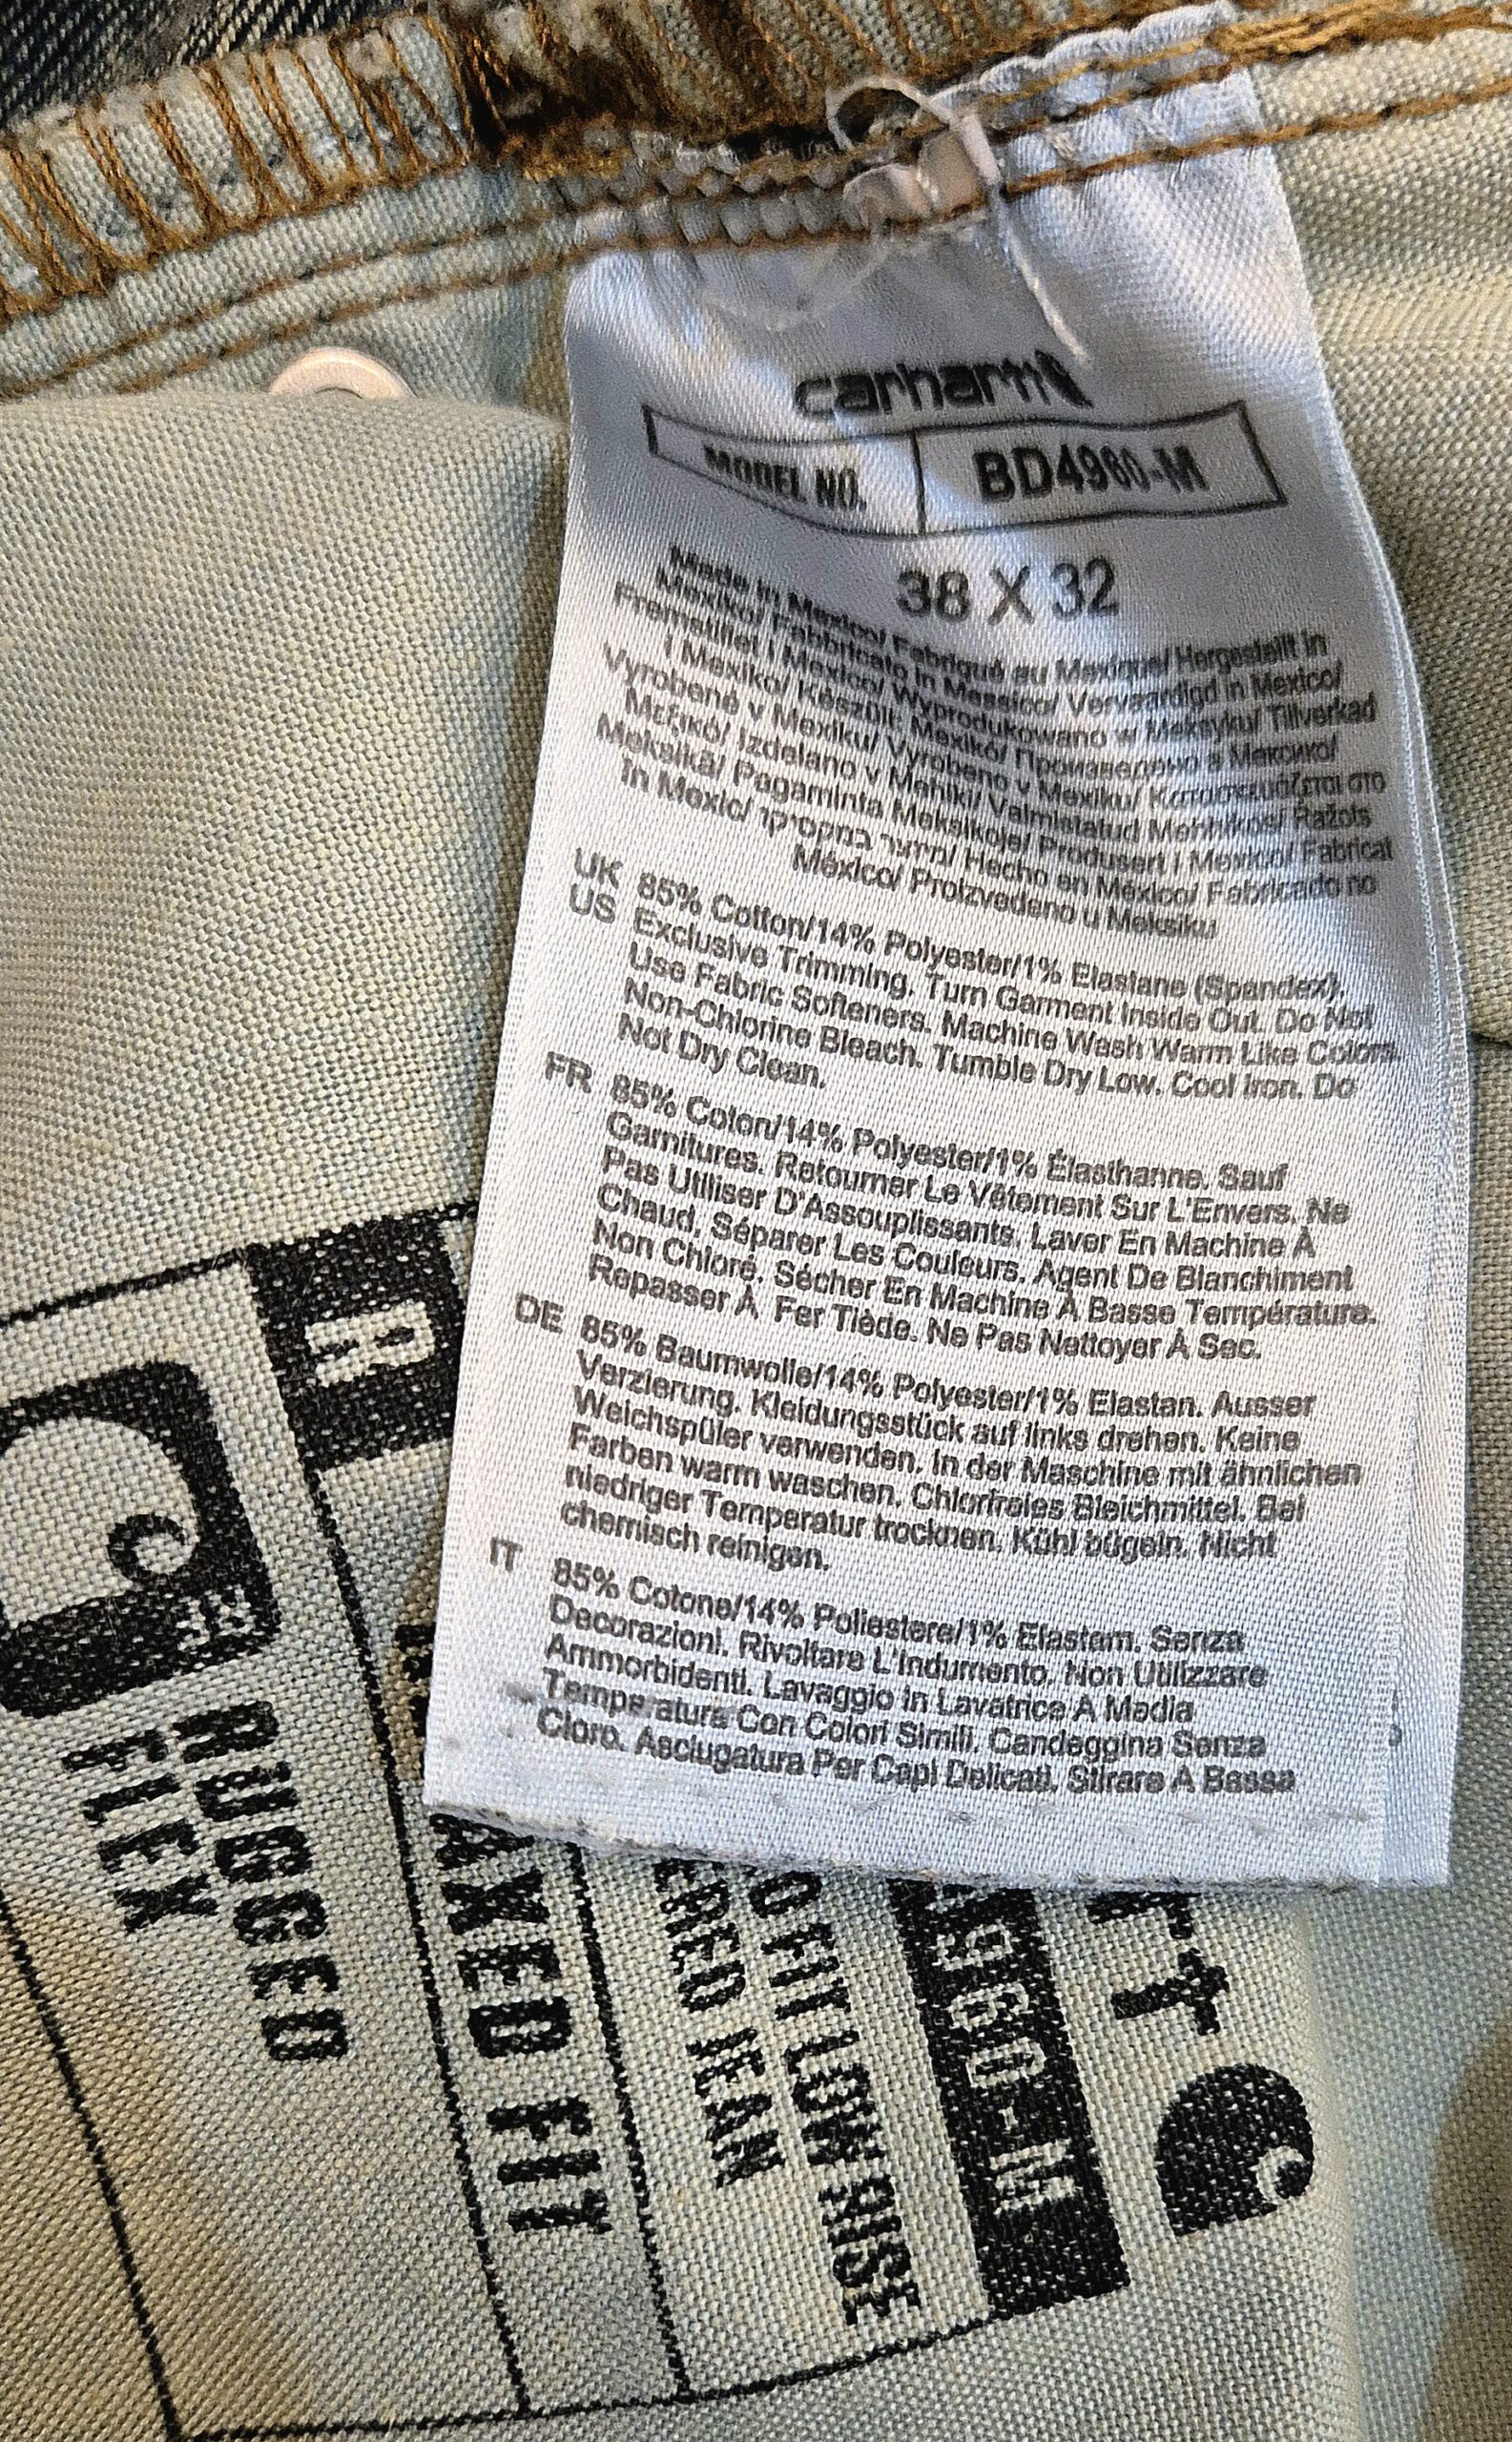 carhartt
MODEL NO. BD4960-M
38 X 32
Made in Mexico/ Fabriqué au Mexique/ Hergestellt in
Mexiko/ Fabbricato in Messico/ Vervaardigd in Mexico/
Fremstillet i Mexico/ Wyprodukowano w Meksyku/ Tillverkad
i Mexiko/ Készült: Mexikó/ Произведено в Мексико/
Vyrobené v Mexiku/ Vyrobeno v Mexiku/ Κατασκευάζεται στο
Μεξικό/ Izdelano v Mehiki/ Valmistatud Mehhikos/ Ražots
Meksikā/ Pagaminta Meksikoje/ Produsert i Mexico/ Fabricat
în Mexic/ מיוצר במקסיקו/ Hecho en México/ Fabricado no
México/ Proizvedeno u Meksiku
UK 85% Cotton/14% Polyester/1% Elastane (Spandex),
US Exclusive Trimming. Turn Garment Inside Out. Do Not
Use Fabric Softeners. Machine Wash Warm Like Colors.
Non-Chlorine Bleach. Tumble Dry Low. Cool Iron. Do
Not Dry Clean.
FR 85% Coton/14% Polyester/1% Élasthanne. Sauf
Garnitures. Retourner Le Vêtement Sur L'Envers. Ne
Pas Utiliser D'Assouplissants. Laver En Machine À
Chaud, Séparer Les Couleurs. Agent De Blanchiment
Non Chloré. Sécher En Machine À Basse Température.
Repasser À Fer Tiède. Ne Pas Nettoyer À Sec.
DE 85% Baumwolle/14% Polyester/1% Elastan. Ausser
Verzierung. Kleidungsstück auf links drehen. Keine
Weichspüler verwenden. In der Maschine mit ähnlichen
Farben warm waschen. Chlorfreies Bleichmittel. Bei
niedriger Temperatur trocknen. Kühl bügeln. Nicht
chemisch reinigen.
IT 85% Cotone/14% Poliestere/1% Elastam. Senza
Decorazioni. Rivoltare L'Indumento. Non Utilizzare
Ammorbidenti. Lavaggio in Lavatrice A Media
Temperatura Con Colori Simili. Candeggina Senza
Cloro. Asciugatura Per Capi Delicati. Stirare A Bassa
RUGGED
FLEX
AXED FIT
FIT LOW RISE
ERED JEAN
-M
TT